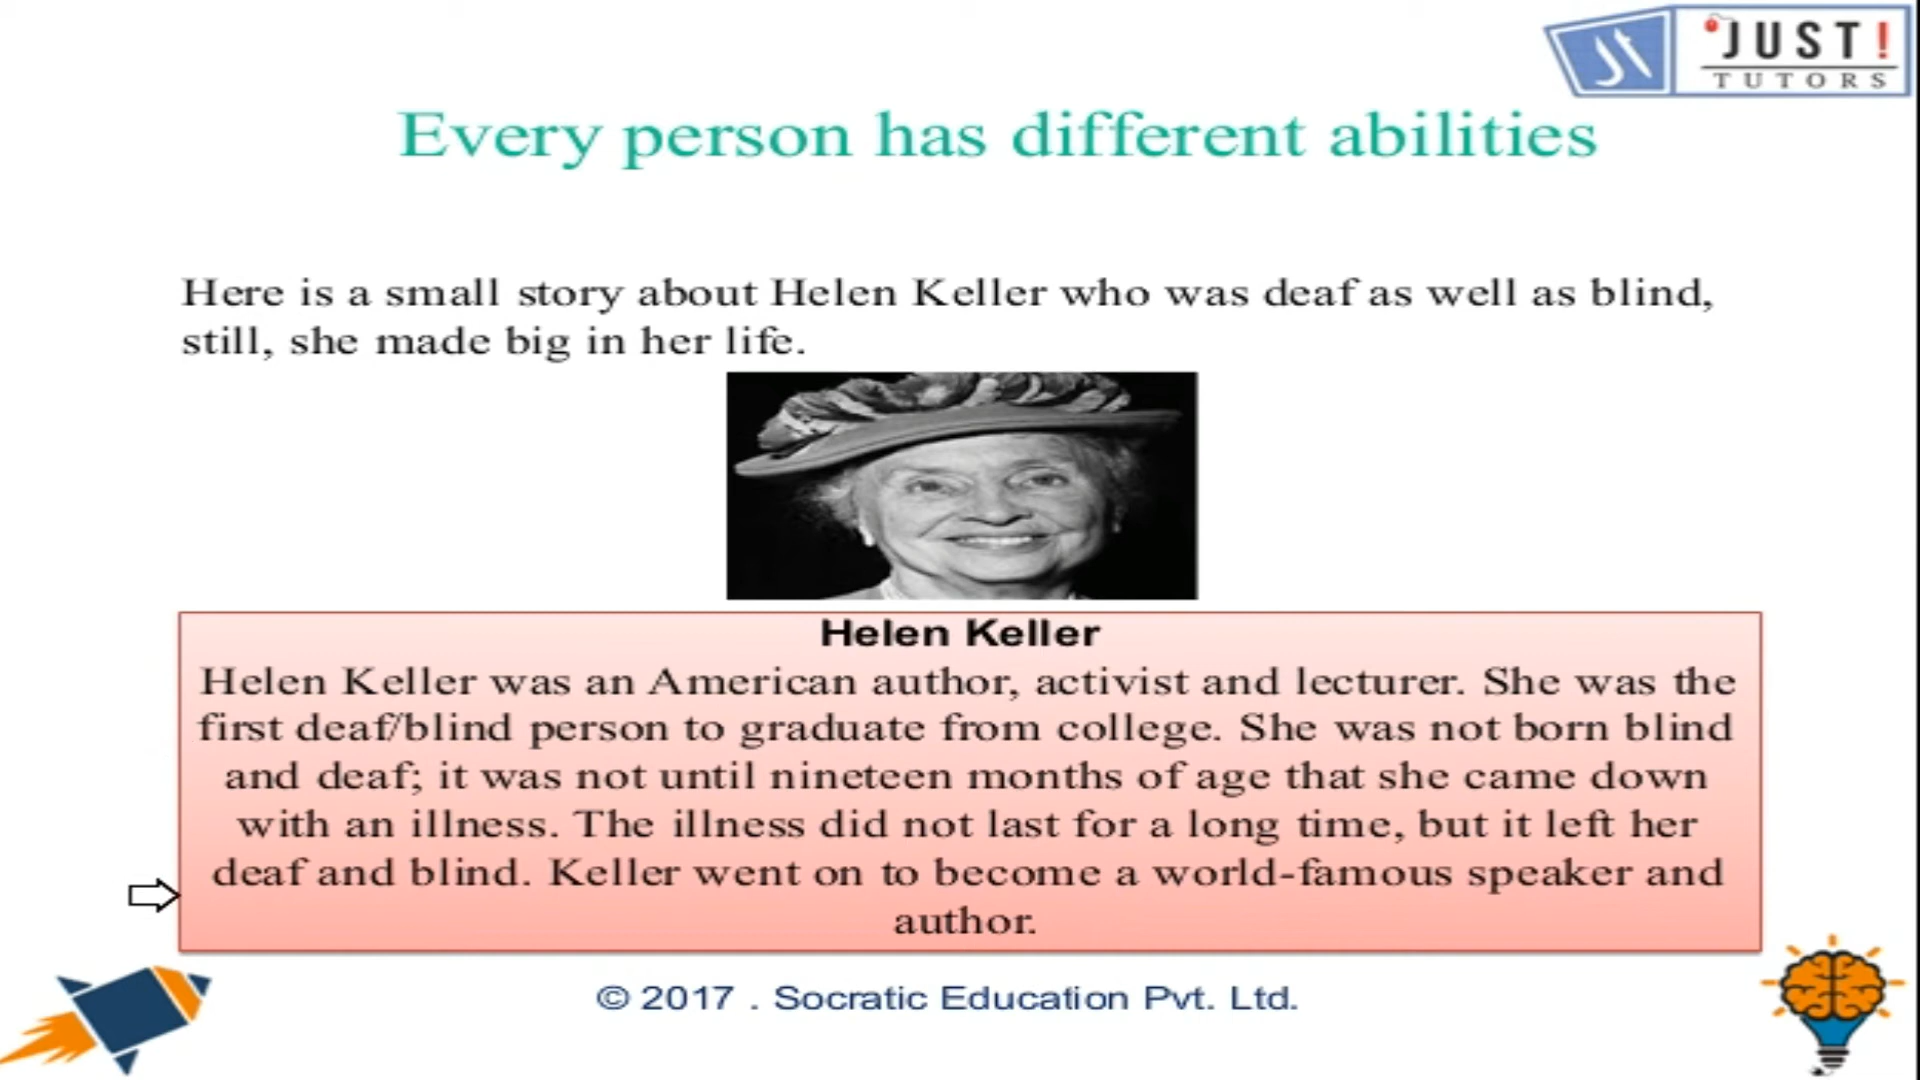 JUST!
TUTORS
Every person has different abilities
Here is a small story about Helen Keller who was deaf as well as blind,
still, she made big in her life.
Helen Keller
Helen Keller was an American author, activist and lecturer. She was the
first deaf/blind person to graduate from college. She was not born blind
and deaf; it was not until nineteen months of age that she came down
with an illness. The illness did not last for a long time, but it left her
deaf and blind. Keller went on to become a world-famous speaker and
author.
© 2017 . Socratic Education Pvt. Ltd.